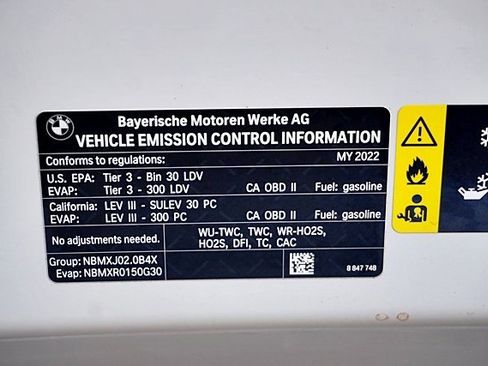 BMW
Bayerische Motoren Werke AG
VEHICLE EMISSION CONTROL INFORMATION
Conforms to regulations: MY 2022
U.S. EPA: Tier 3 - Bin 30 LDV
EVAP: Tier 3 - 300 LDV CA OBD II Fuel: gasoline
California: LEV III - SULEV 30 PC
EVAP: LEV III - 300 PC CA OBD II Fuel: gasoline
No adjustments needed.
WU-TWC, TWC, WR-HO2S,
HO2S, DFI, TC, CAC
Group: NBMXJ02.0B4X
Evap: NBMXR0150G30
8 847 748